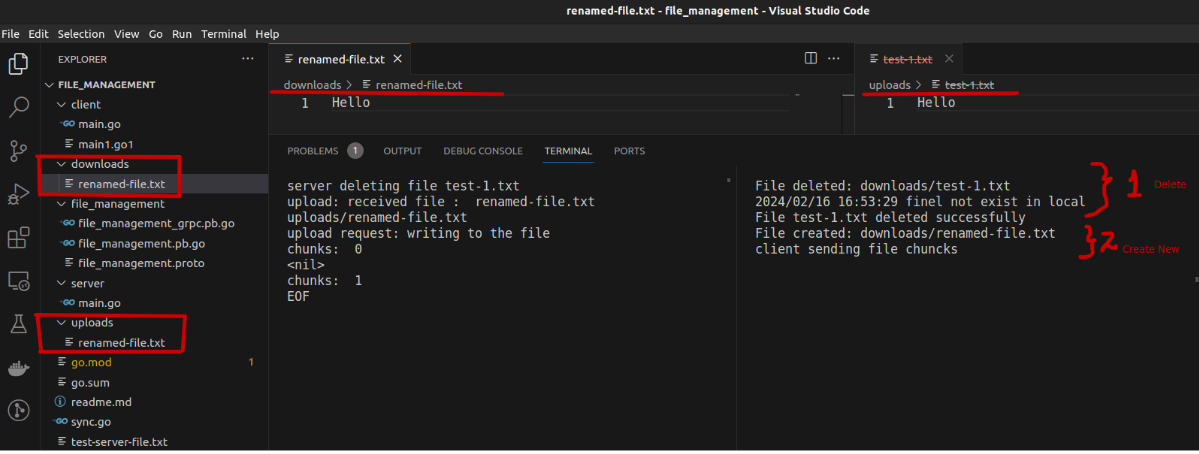 renamed-file.txt - file_management - Visual Studio Code
File Edit Selection View Go Run Terminal Help
EXPLORER
FILE_MANAGEMENT
client
main.go
main1.go1
downloads
renamed-file.txt
file_management
file_management_grpc.pb.go
file_management.pb.go
file_management.proto
server
main.go
uploads
renamed-file.txt
go.mod 1
go.sum
readme.md
sync.go
test-server-file.txt
renamed-file.txt
downloads > renamed-file.txt
1 Hello
test-1.txt
uploads > test-1.txt
1 Hello
PROBLEMS 1 OUTPUT DEBUG CONSOLE TERMINAL PORTS
server deleting file test-1.txt
upload: received file : renamed-file.txt
uploads/renamed-file.txt
upload request: writing to the file
chunks: 0
<nil>
chunks: 1
EOF
File deleted: downloads/test-1.txt
2024/02/16 16:53:29 finel not exist in local
File test-1.txt deleted successfully
File created: downloads/renamed-file.txt
client sending file chuncks
1 Delete
2 Create New